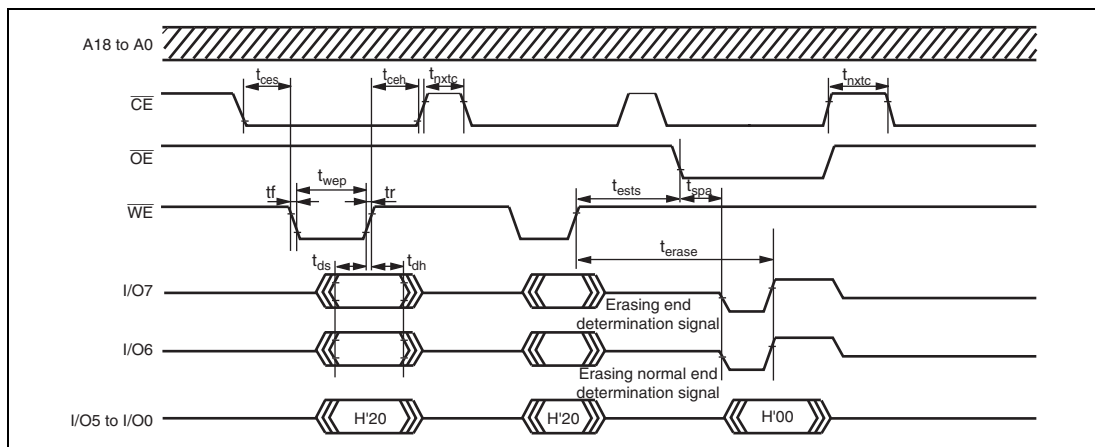 A18 to A0
tces
tceh
tnxtc
tnxtc
CE
OE
twep
tests
tspa
tf
tr
WE
terase
tds
tdh
I/O7
Erasing end
determination signal
I/O6
Erasing normal end
determination signal
I/O5 to I/O0
H'20
H'20
H'00